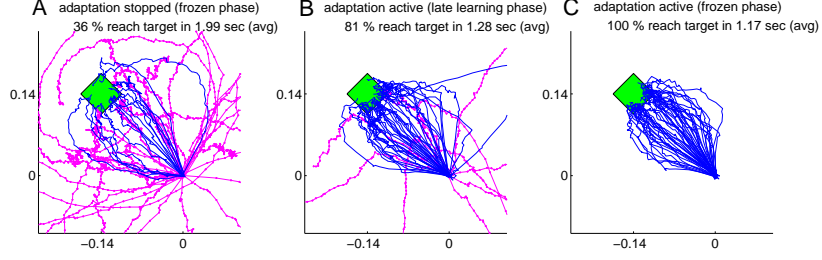 A adaptation stopped (frozen phase)
36 % reach target in 1.99 sec (avg)
0.14
0
−0.14 0
B adaptation active (late learning phase)
81 % reach target in 1.28 sec (avg)
0.14
0
−0.14 0
C adaptation active (frozen phase)
100 % reach target in 1.17 sec (avg)
0.14
0
−0.14 0